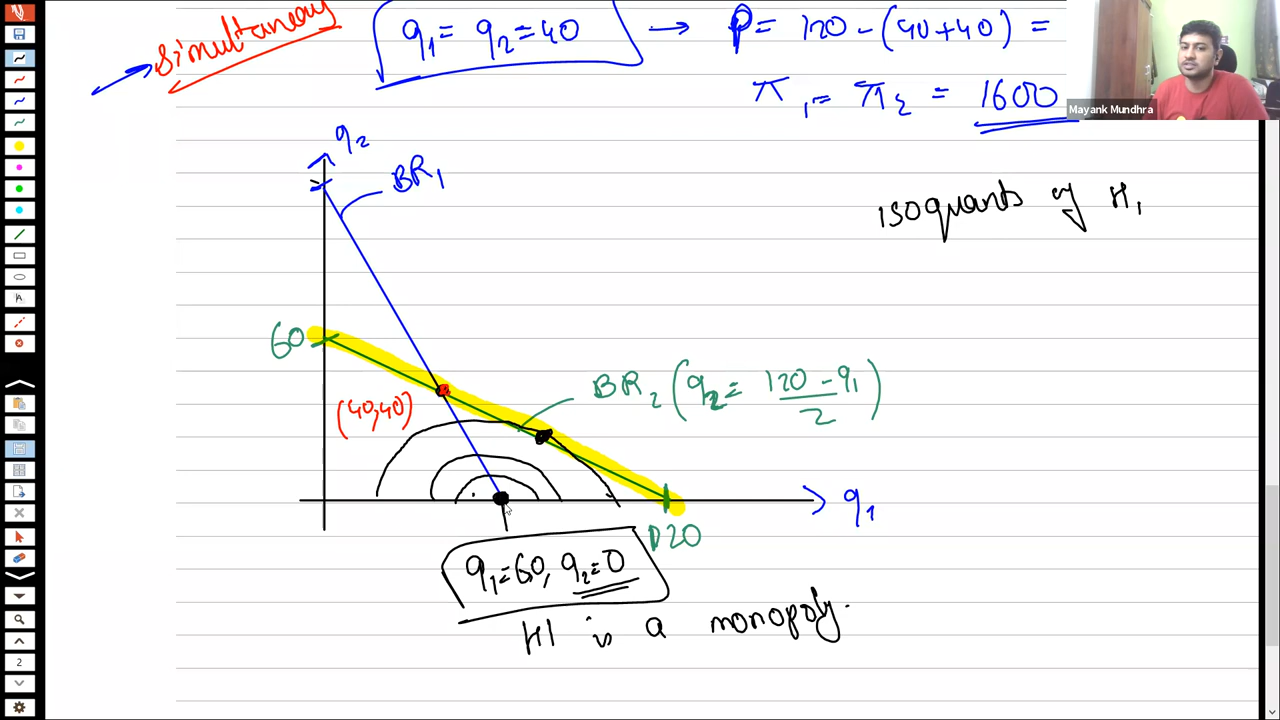 Simultaneous
q₁ = q₂ = 40 → P = 120 - (40+40) =
π₁ = π₂ = 1600
Mayank Mundhra
q₂
BR₁
isoquants of H₁
60
BR₂ (q₂ = 120 - q₁ / 2)
(40,40)
q₁
120
q₁=60, q₂=0
H1 is a monopoly.
2